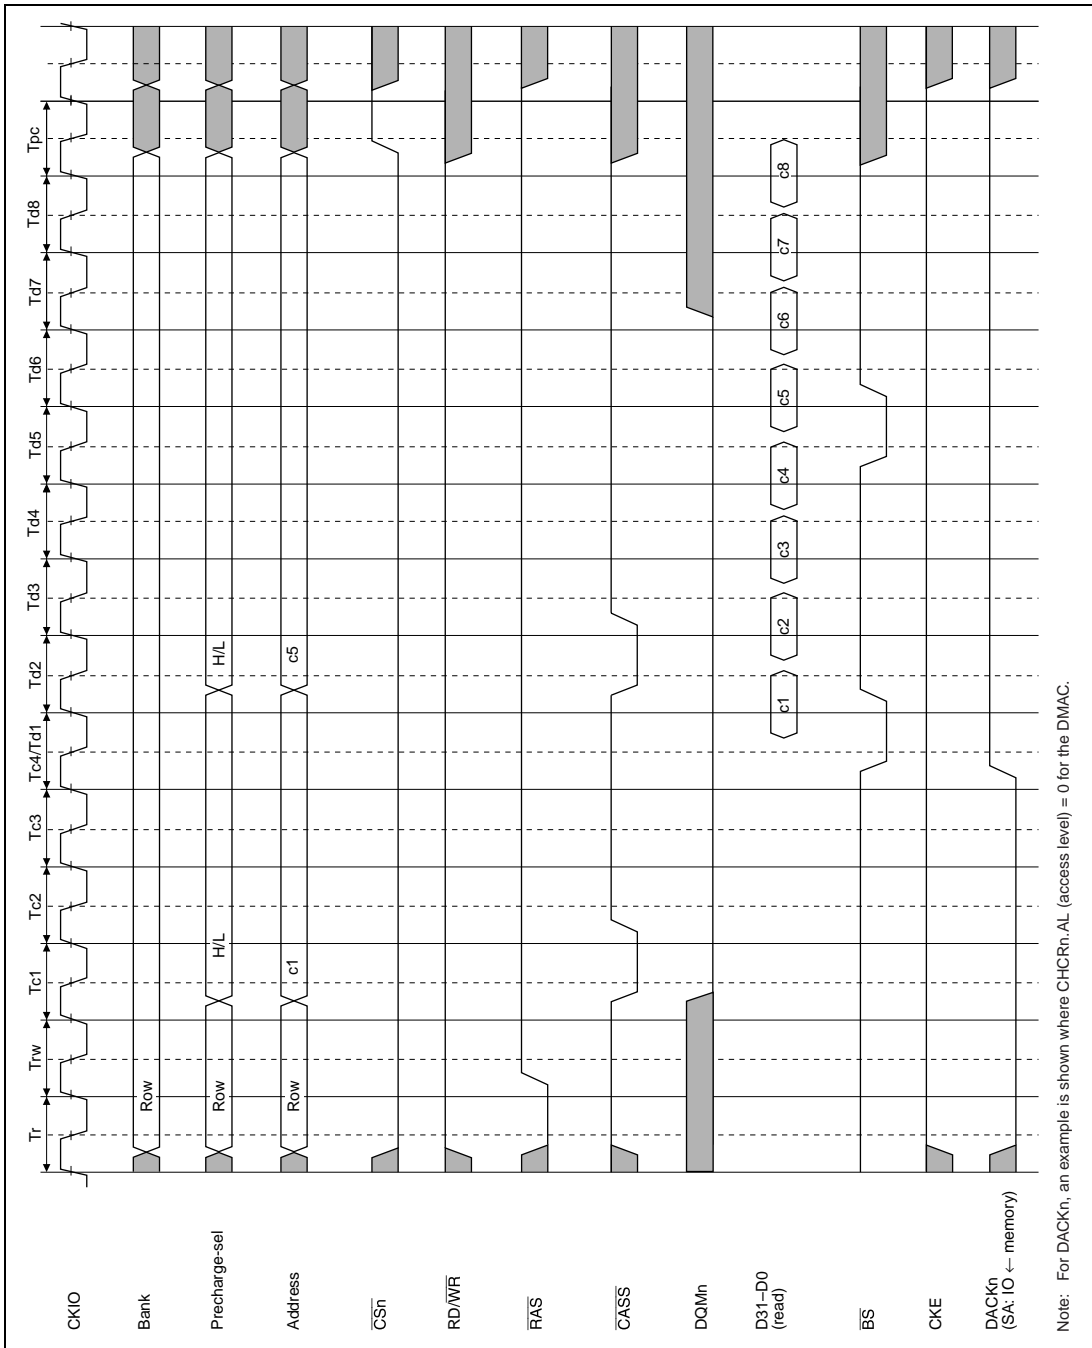 Tr Trw Tc1 Tc2 Tc3 Tc4/Td1 Td2 Td3 Td4 Td5 Td6 Td7 Td8 Tpc
CKIO
Bank Row
Precharge-sel Row H/L H/L
Address Row c1 c5
CSn
RD/WR
RAS
CASS
DQMn
D31–D0
(read) c1 c2 c3 c4 c5 c6 c7 c8
BS
CKE
DACKn
(SA: IO ← memory)
Note: For DACKn, an example is shown where CHCRn.AL (access level) = 0 for the DMAC.